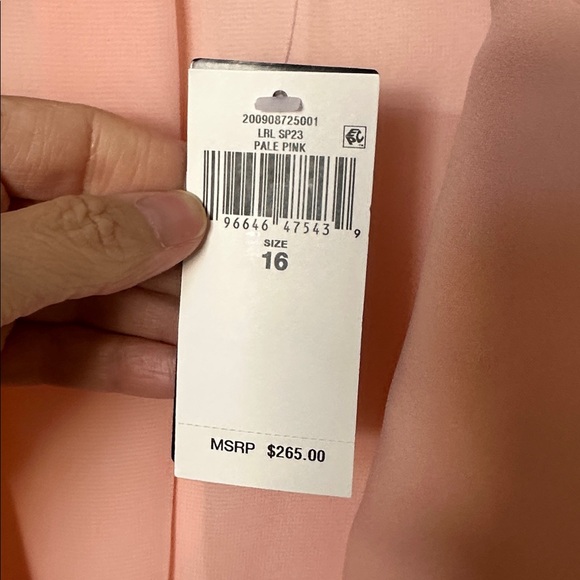 200908725001
LRL SP23
PALE PINK
96646 47543 9
SIZE
16
MSRP $265.00